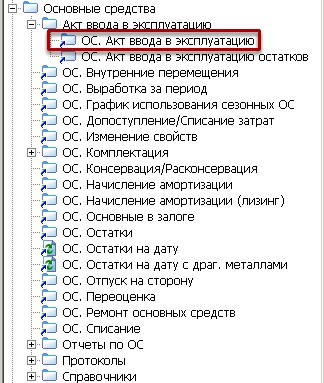 Основные средства
Акт ввода в эксплуатацию
ОС. Акт ввода в эксплуатацию
ОС. Акт ввода в эксплуатацию остатков
ОС. Внутренние перемещения
ОС. Выработка за период
ОС. График использования сезонных ОС
ОС. Допоступление/Списание затрат
ОС. Изменение свойств
ОС. Комплектация
ОС. Консервация/Расконсервация
ОС. Начисление амортизации
ОС. Начисление амортизации (лизинг)
ОС. Основные в залоге
ОС. Остатки
ОС. Остатки на дату
ОС. Остатки на дату с драг. металлами
ОС. Отпуск на сторону
ОС. Переоценка
ОС. Ремонт основных средств
ОС. Списание
Отчеты по ОС
Протоколы
Справочники